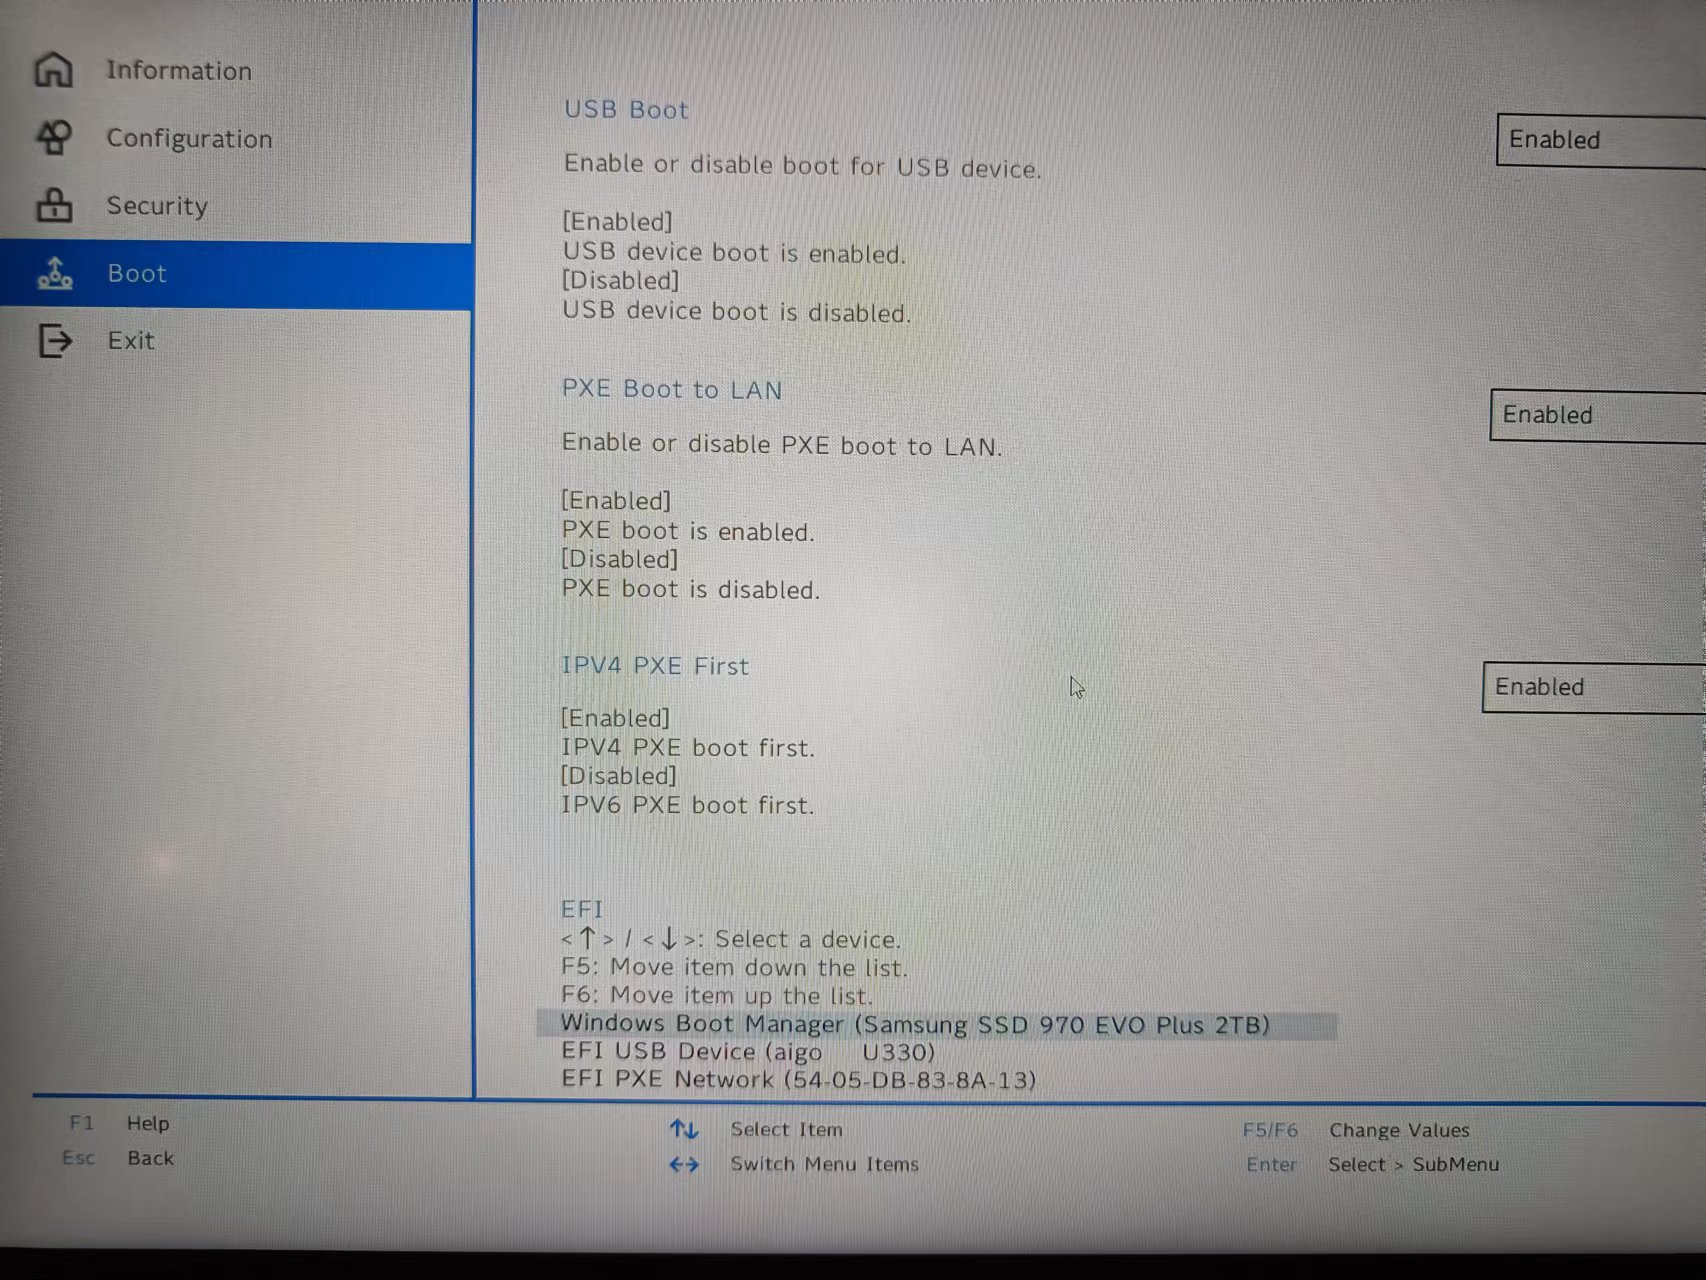 Information
Configuration
Security
Boot
Exit
USB Boot
Enabled
Enable or disable boot for USB device.
[Enabled]
USB device boot is enabled.
[Disabled]
USB device boot is disabled.
PXE Boot to LAN
Enabled
Enable or disable PXE boot to LAN.
[Enabled]
PXE boot is enabled.
[Disabled]
PXE boot is disabled.
IPV4 PXE First
Enabled
[Enabled]
IPV4 PXE boot first.
[Disabled]
IPV6 PXE boot first.
EFI
<↑> / <↓>: Select a device.
F5: Move item down the list.
F6: Move item up the list.
Windows Boot Manager (Samsung SSD 970 EVO Plus 2TB)
EFI USB Device (aigo U330)
EFI PXE Network (54-05-DB-83-8A-13)
F1 Help
Esc Back
↑↓ Select Item
←→ Switch Menu Items
F5/F6 Change Values
Enter Select > SubMenu